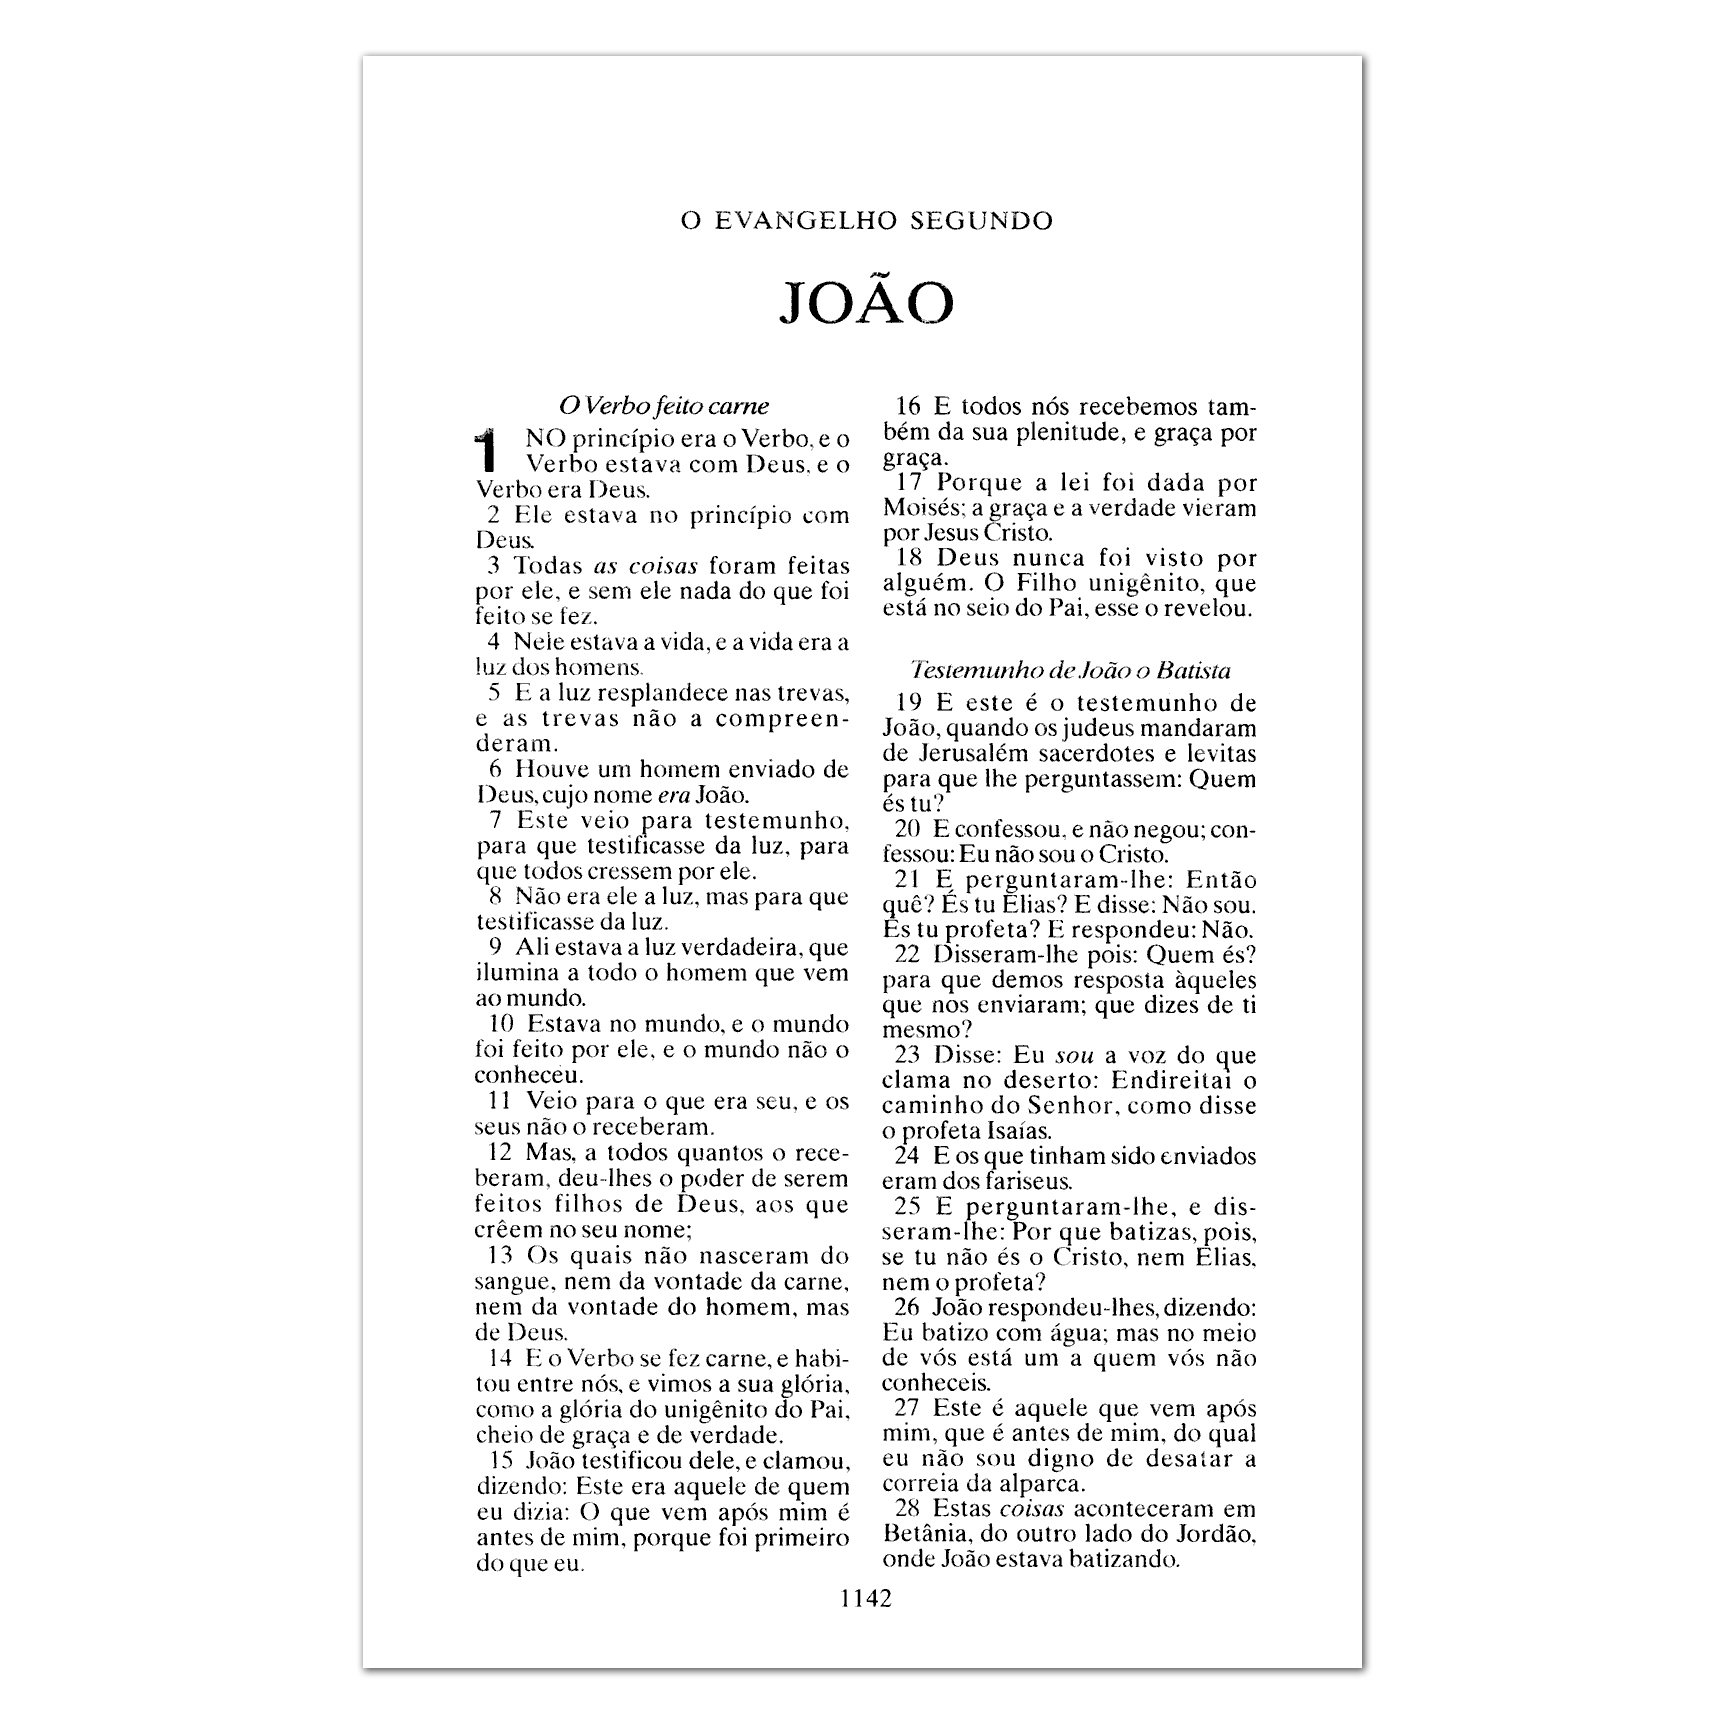 O EVANGELHO SEGUNDO
JOÃO
O Verbo feito carne
1 NO princípio era o Verbo, e o
Verbo estava com Deus, e o
Verbo era Deus.
2 Ele estava no princípio com
Deus.
3 Todas as coisas foram feitas
por ele, e sem ele nada do que foi
feito se fez.
4 Nele estava a vida, e a vida era a
luz dos homens.
5 E a luz resplandece nas trevas,
e as trevas não a compreen-
deram.
6 Houve um homem enviado de
Deus, cujo nome era João.
7 Este veio para testemunho,
para que testificasse da luz, para
que todos cressem por ele.
8 Não era ele a luz, mas para que
testificasse da luz.
9 Ali estava a luz verdadeira, que
ilumina a todo o homem que vem
ao mundo.
10 Estava no mundo, e o mundo
foi feito por ele, e o mundo não o
conheceu.
11 Veio para o que era seu, e os
seus não o receberam.
12 Mas, a todos quantos o rece-
beram, deu-lhes o poder de serem
feitos filhos de Deus, aos que
crêem no seu nome;
13 Os quais não nasceram do
sangue, nem da vontade da carne,
nem da vontade do homem, mas
de Deus.
14 E o Verbo se fez carne, e habi-
tou entre nós, e vimos a sua glória,
como a glória do unigênito do Pai,
cheio de graça e de verdade.
15 João testificou dele, e clamou,
dizendo: Este era aquele de quem
eu dizia: O que vem após mim é
antes de mim, porque foi primeiro
do que eu.
16 E todos nós recebemos tam-
bém da sua plenitude, e graça por
graça.
17 Porque a lei foi dada por
Moisés; a graça e a verdade vieram
por Jesus Cristo.
18 Deus nunca foi visto por
alguém. O Filho unigênito, que
está no seio do Pai, esse o revelou.
Testemunho de João o Batista
19 E este é o testemunho de
João, quando os judeus mandaram
de Jerusalém sacerdotes e levitas
para que lhe perguntassem: Quem
és tu?
20 E confessou, e não negou; con-
fessou: Eu não sou o Cristo.
21 E perguntaram-lhe: Então
quê? És tu Elias? E disse: Não sou.
És tu profeta? E respondeu: Não.
22 Disseram-lhe pois: Quem és?
para que demos resposta àqueles
que nos enviaram; que dizes de ti
mesmo?
23 Disse: Eu sou a voz do que
clama no deserto: Endireitai o
caminho do Senhor, como disse
o profeta Isaías.
24 E os que tinham sido enviados
eram dos fariseus.
25 E perguntaram-lhe, e dis-
seram-lhe: Por que batizas, pois,
se tu não és o Cristo, nem Elias,
nem o profeta?
26 João respondeu-lhes, dizendo:
Eu batizo com água; mas no meio
de vós está um a quem vós não
conheceis.
27 Este é aquele que vem após
mim, que é antes de mim, do qual
eu não sou digno de desatar a
correia da alparca.
28 Estas coisas aconteceram em
Betânia, do outro lado do Jordão,
onde João estava batizando.
1142